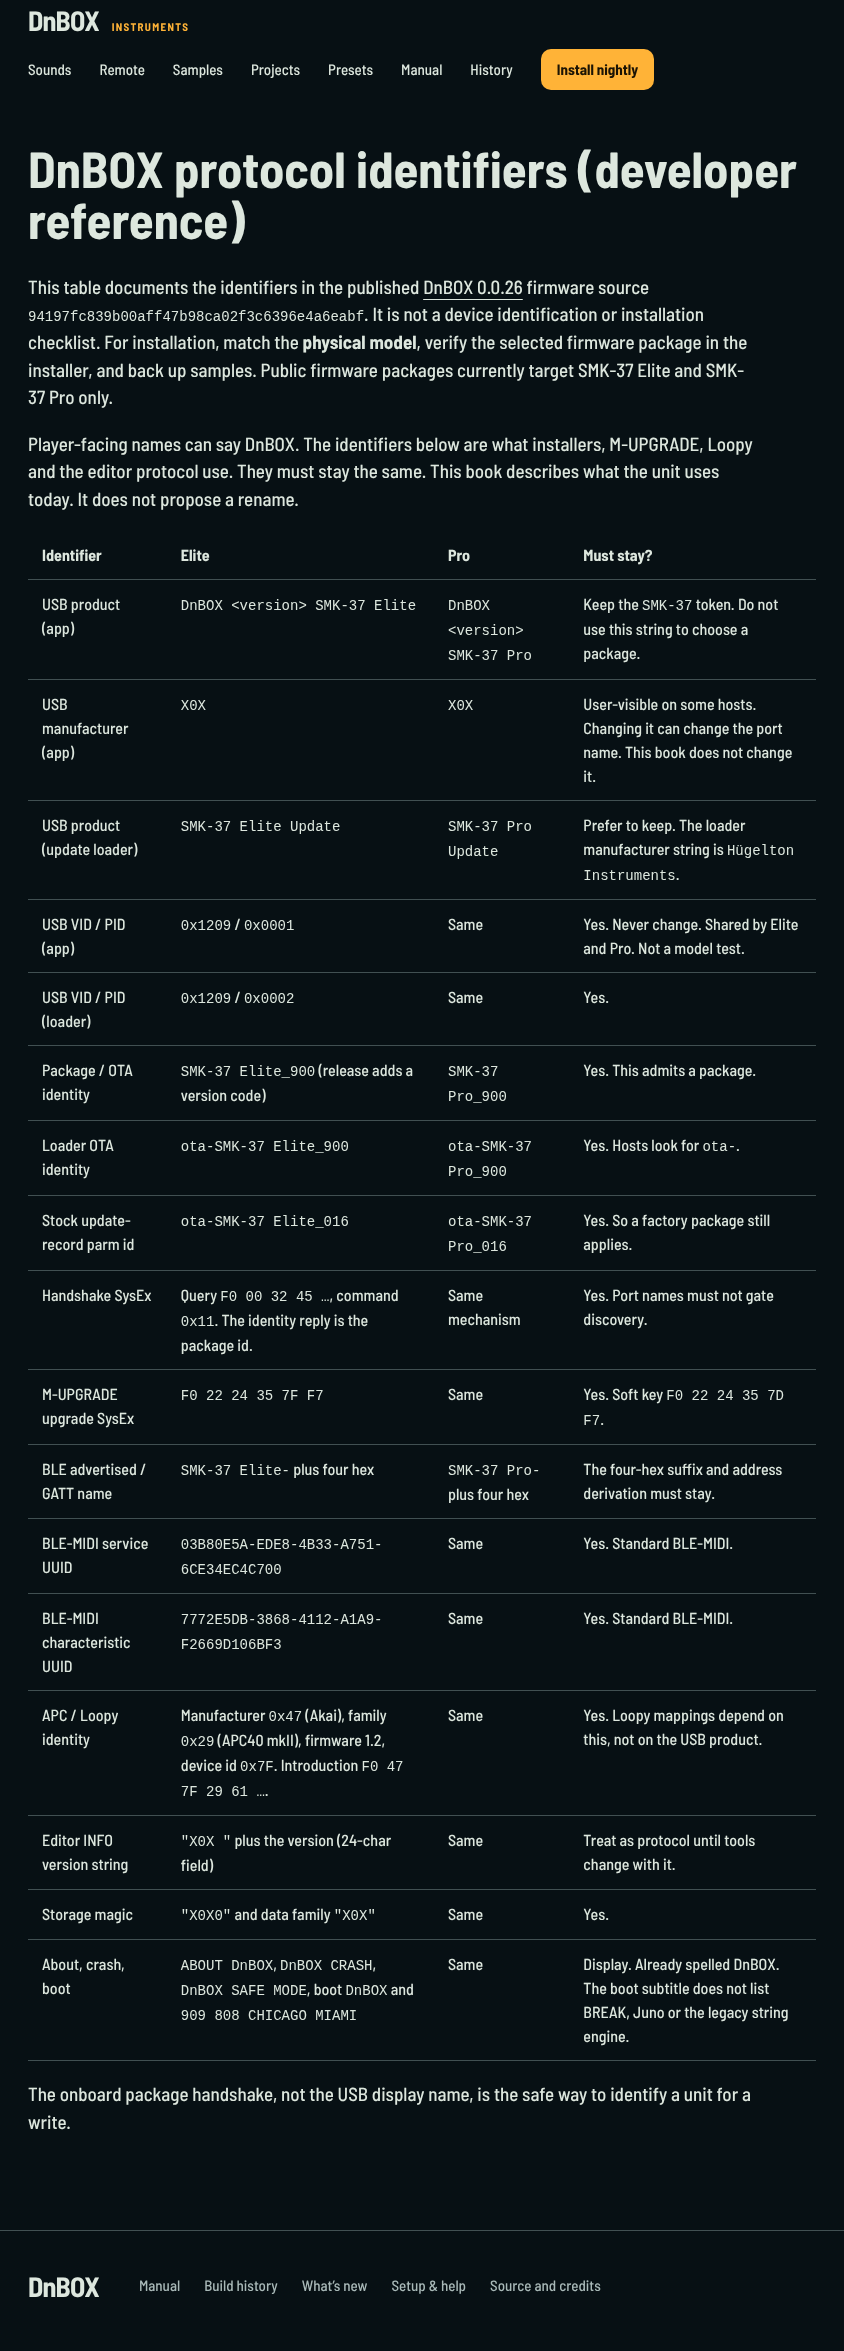 DnBOX INSTRUMENTS
Sounds Remote Samples Projects Presets Manual History Install nightly
DnBOX protocol identifiers (developer
reference)
This table documents the identifiers in the published DnBOX 0.0.26 firmware source
94197fc839b00aff47b98ca02f3c6396e4a6eabf. It is not a device identification or installation
checklist. For installation, match the physical model, verify the selected firmware package in the
installer, and back up samples. Public firmware packages currently target SMK-37 Elite and SMK-
37 Pro only.
Player-facing names can say DnBOX. The identifiers below are what installers, M-UPGRADE, Loopy
and the editor protocol use. They must stay the same. This book describes what the unit uses
today. It does not propose a rename.
Identifier Elite Pro Must stay?
USB product DnBOX <version> SMK-37 Elite DnBOX Keep the SMK-37 token. Do not
(app) <version> use this string to choose a
SMK-37 Pro package.
USB X0X X0X User-visible on some hosts.
manufacturer Changing it can change the port
(app) name. This book does not change
it.
USB product SMK-37 Elite Update SMK-37 Pro Prefer to keep. The loader
(update loader) Update manufacturer string is Hügelton
Instruments.
USB VID / PID 0x1209 / 0x0001 Same Yes. Never change. Shared by Elite
(app) and Pro. Not a model test.
USB VID / PID 0x1209 / 0x0002 Same Yes.
(loader)
Package / OTA SMK-37 Elite_900 (release adds a SMK-37 Yes. This admits a package.
identity version code) Pro_900
Loader OTA ota-SMK-37 Elite_900 ota-SMK-37 Yes. Hosts look for ota-.
identity Pro_900
Stock update- ota-SMK-37 Elite_016 ota-SMK-37 Yes. So a factory package still
record parm id Pro_016 applies.
Handshake SysEx Query F0 00 32 45 …, command Same Yes. Port names must not gate
0x11. The identity reply is the mechanism discovery.
package id.
M-UPGRADE F0 22 24 35 7F F7 Same Yes. Soft key F0 22 24 35 7D
upgrade SysEx F7.
BLE advertised / SMK-37 Elite- plus four hex SMK-37 Pro- The four-hex suffix and address
GATT name plus four hex derivation must stay.
BLE-MIDI service 03B80E5A-EDE8-4B33-A751- Same Yes. Standard BLE-MIDI.
UUID 6CE34EC4C700
BLE-MIDI 7772E5DB-3868-4112-A1A9- Same Yes. Standard BLE-MIDI.
characteristic F2669D106BF3
UUID
APC / Loopy Manufacturer 0x47 (Akai), family Same Yes. Loopy mappings depend on
identity 0x29 (APC40 mkII), firmware 1.2, this, not on the USB product.
device id 0x7F. Introduction F0 47
7F 29 61 ….
Editor INFO "X0X " plus the version (24-char Same Treat as protocol until tools
version string field) change with it.
Storage magic "X0X0" and data family "X0X" Same Yes.
About, crash, ABOUT DnBOX, DnBOX CRASH, Same Display. Already spelled DnBOX.
boot DnBOX SAFE MODE, boot DnBOX and The boot subtitle does not list
909 808 CHICAGO MIAMI BREAK, Juno or the legacy string
engine.
The onboard package handshake, not the USB display name, is the safe way to identify a unit for a
write.
DnBOX Manual Build history What's new Setup & help Source and credits